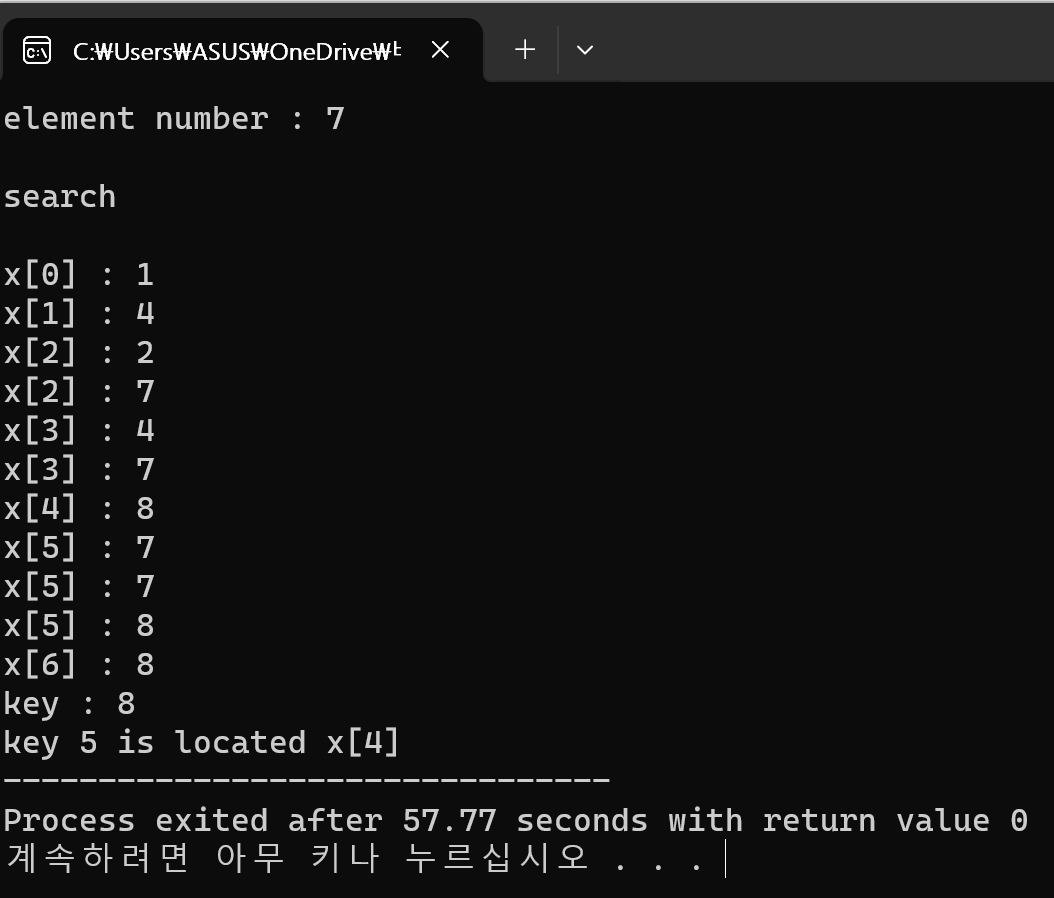 C:₩Users₩ASUS₩OneDrive₩
element number : 7
search
x[0] : 1
x[1] : 4
x[2] : 2
x[2] : 7
x[3] : 4
x[3] : 7
x[4] : 8
x[5] : 7
x[5] : 7
x[5] : 8
x[6] : 8
key : 8
key 5 is located x[4]
--------------------------------
Process exited after 57.77 seconds with return value 0
계속하려면 아무 키나 누르십시오 . . .